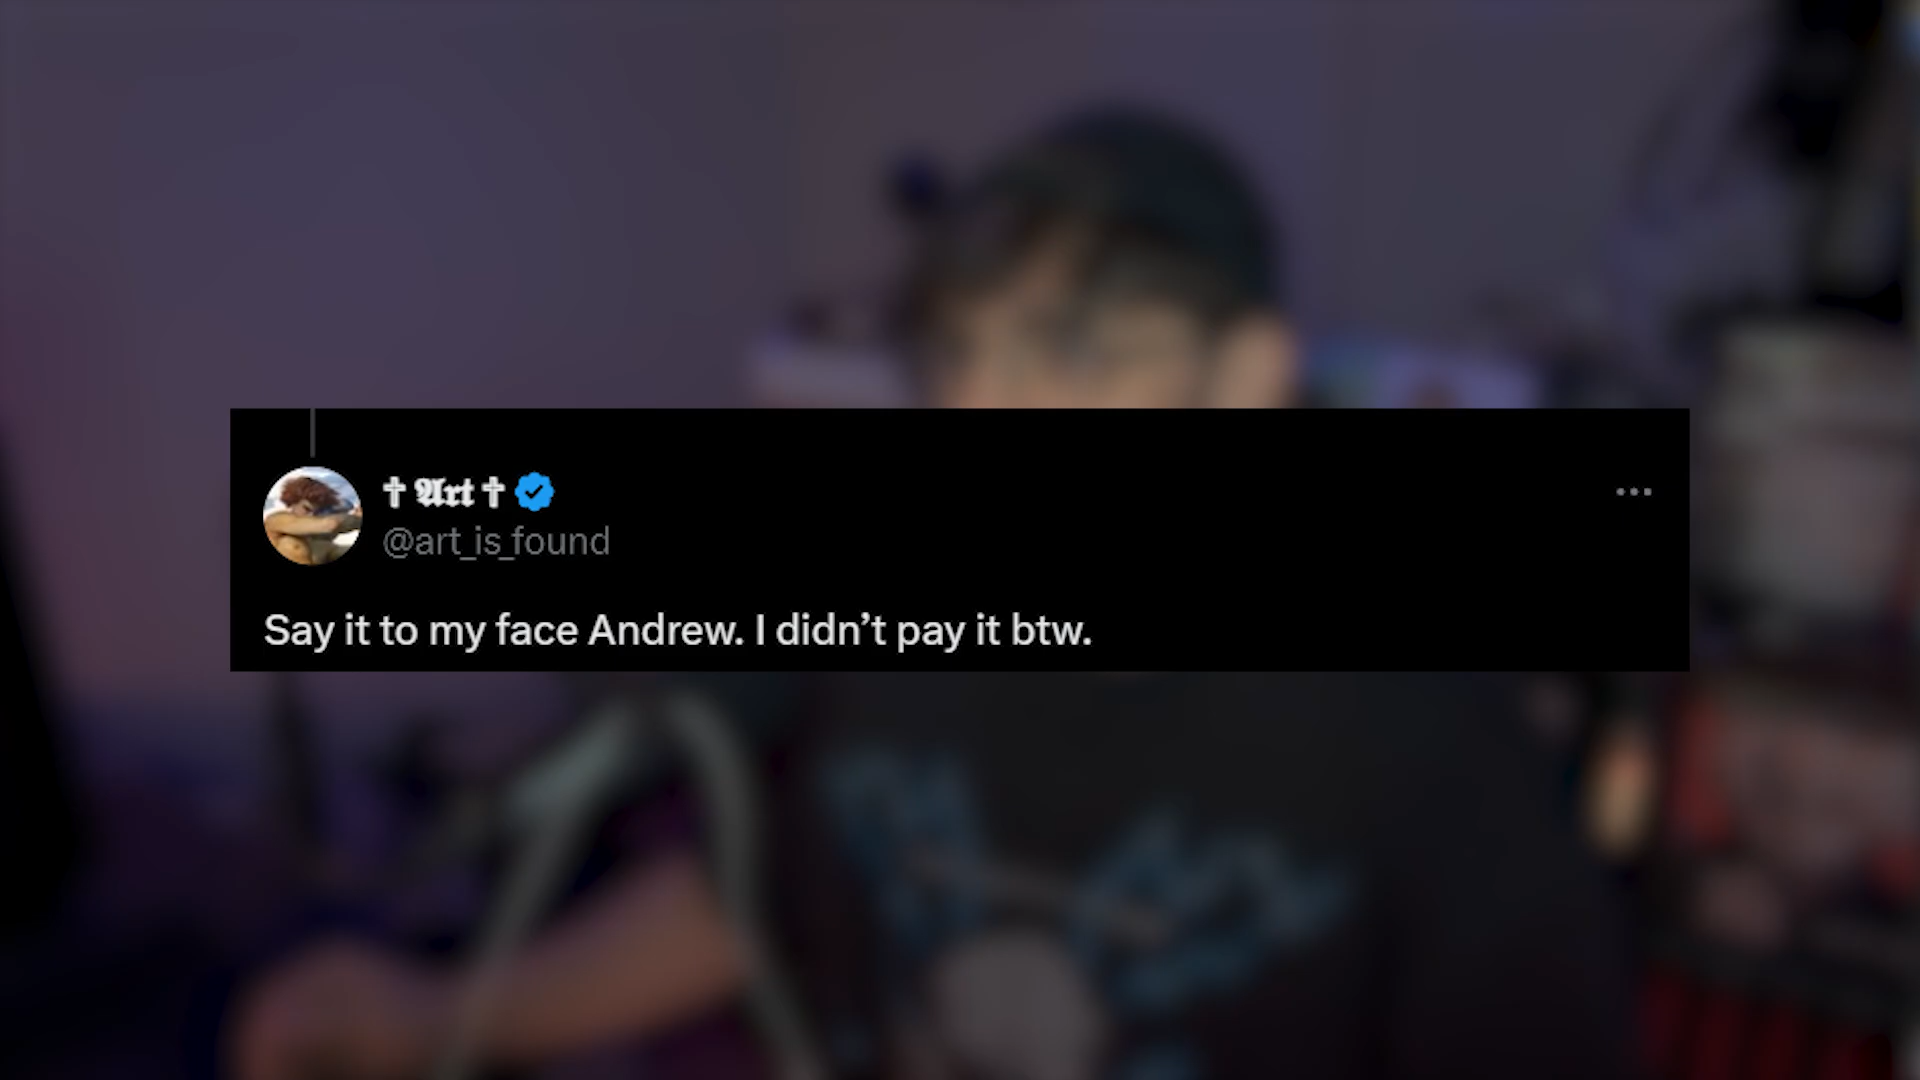 ✝ 𝕬𝖗𝖙 ✝
@art_is_found
Say it to my face Andrew. I didn’t pay it btw.